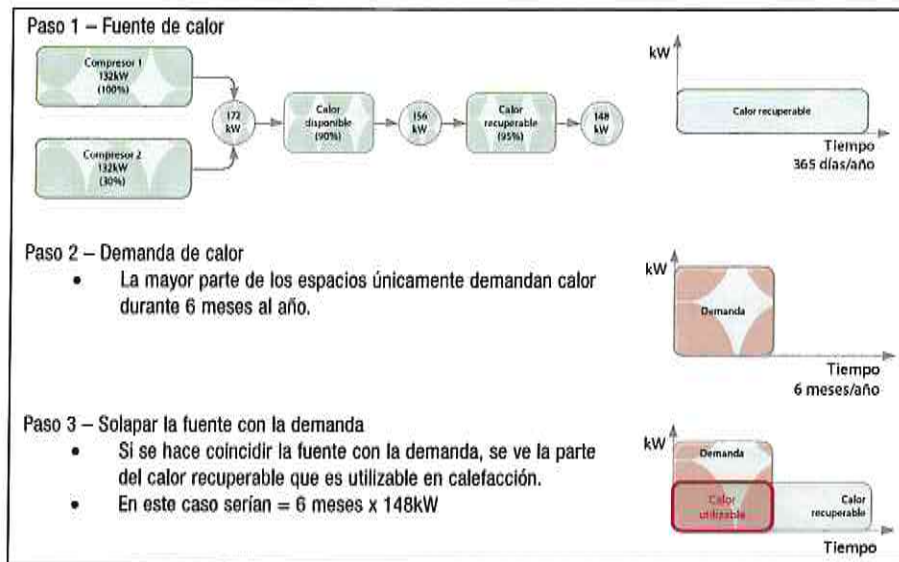 Paso 1 – Fuente de calor
Compresor 1
132kW
(100%)
Compresor 2
132kW
(30%)
172
kW
Calor
disponible
(90%)
156
kW
Calor
recuperable
(95%)
148
kW
kW
Calor recuperable
Tiempo
365 días/año
Paso 2 – Demanda de calor
• La mayor parte de los espacios únicamente demandan calor
durante 6 meses al año.
kW
Demanda
Tiempo
6 meses/año
Paso 3 – Solapar la fuente con la demanda
• Si se hace coincidir la fuente con la demanda, se ve la parte
del calor recuperable que es utilizable en calefacción.
• En este caso serían = 6 meses x 148kW
kW
Demanda
Calor
utilizable
Calor
recuperable
Tiempo